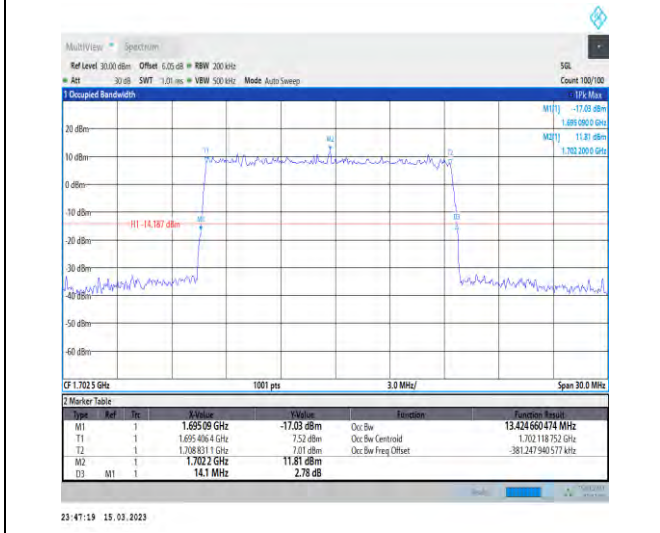 MultiView Spectrum
Ref Level 30.00 dBm Offset 6.05 dB RBW 200 kHz SGL
Att 30 dB SWT 1.01 ms VBW 500 kHz Mode Auto Sweep Count 100/100
1 Occupied Bandwidth 1Pk Max
M1[1] -17.03 dBm
1.695 090 0 GHz
M2[1] 11.81 dBm
1.702 200 0 GHz
20 dBm
M2
T1
T2
10 dBm
0 dBm
-10 dBm
M1
D3
H1 -14.187 dBm
-20 dBm
-30 dBm
-40 dBm
-50 dBm
-60 dBm
CF 1.702 5 GHz 1001 pts 3.0 MHz/ Span 30.0 MHz
2 Marker Table
Type Ref Trc X-Value Y-Value Function Function Result
M1 1 1.695 09 GHz -17.03 dBm Occ Bw 13.424 660 474 MHz
T1 1 1.695 406 4 GHz 7.52 dBm Occ Bw Centroid 1.702 118 752 GHz
T2 1 1.708 831 1 GHz 7.01 dBm Occ Bw Freq Offset -381.247 940 577 kHz
M2 1 1.702 2 GHz 11.81 dBm
D3 M1 1 14.1 MHz 2.78 dB
23:47:19 15.03.2023